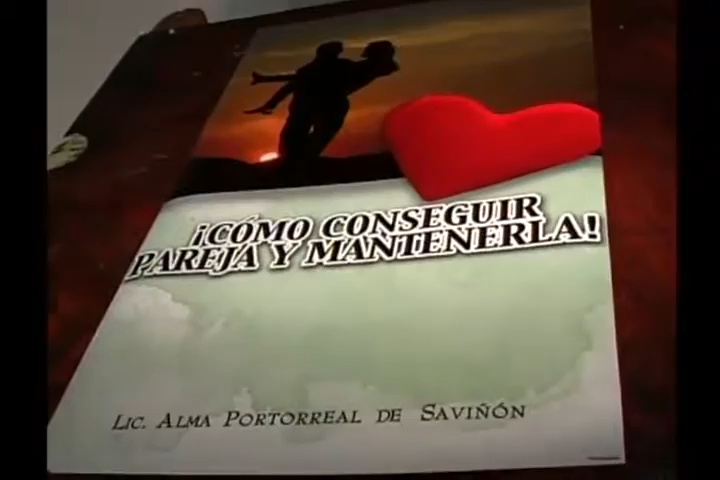 ¡CÓMO CONSEGUIR
PAREJA Y MANTENERLA!
LIC. ALMA PORTORREAL DE SAVIÑÓN